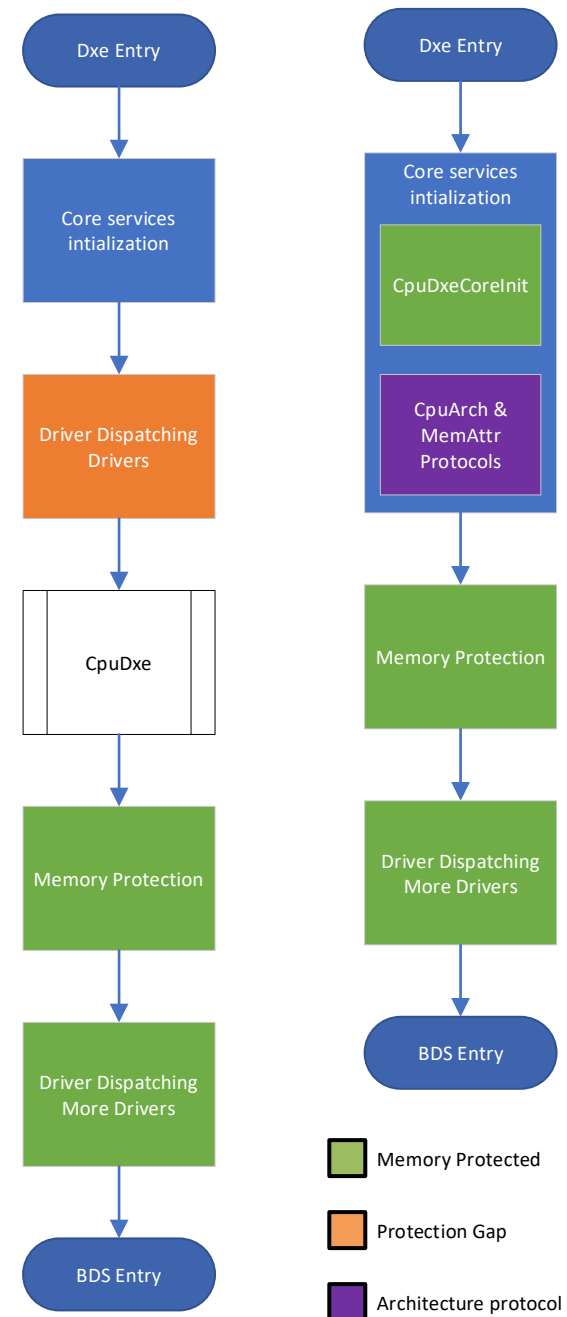 Dxe Entry
Core services
intialization
Driver Dispatching
Drivers
CpuDxe
Memory Protection
Driver Dispatching
More Drivers
BDS Entry
Dxe Entry
Core services
intialization
CpuDxeCoreInit
CpuArch &
MemAttr
Protocols
Memory Protection
Driver Dispatching
More Drivers
BDS Entry
Memory Protected
Protection Gap
Architecture protocol